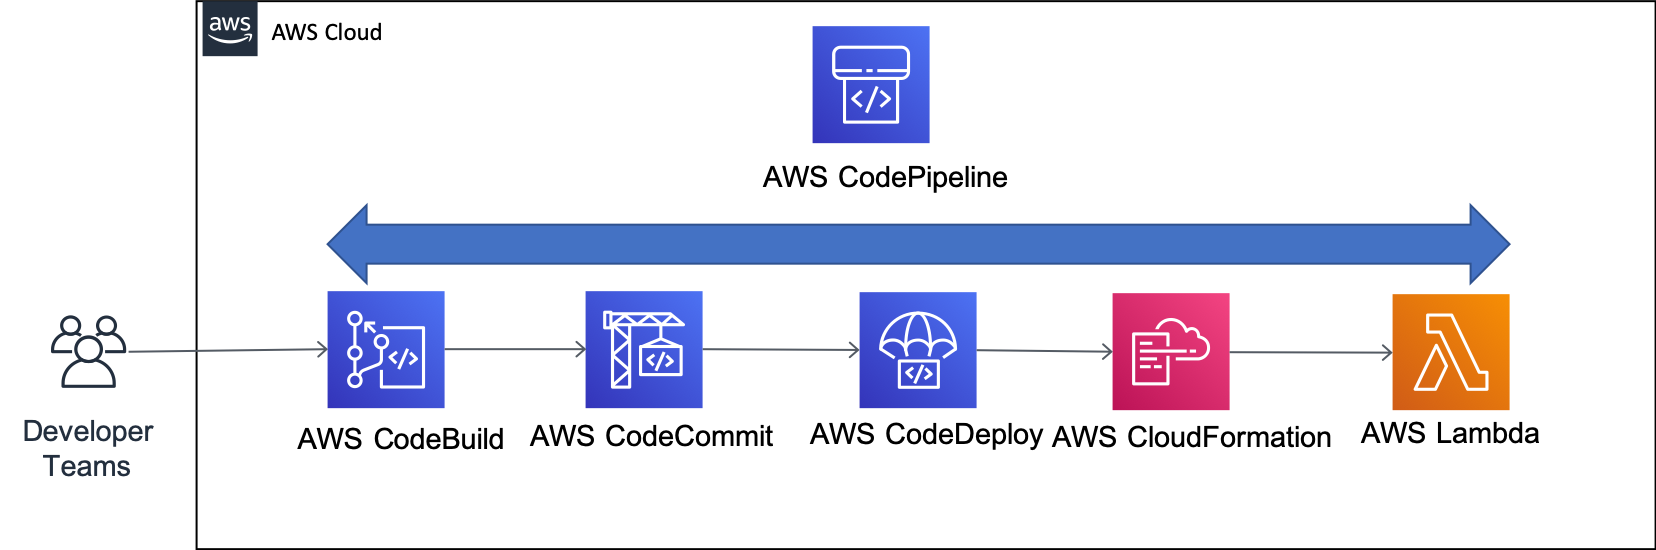 aws
AWS Cloud
</>
AWS CodePipeline
</>
</>
</>
Developer
Teams
AWS CodeBuild
AWS CodeCommit
AWS CodeDeploy
AWS CloudFormation
AWS Lambda